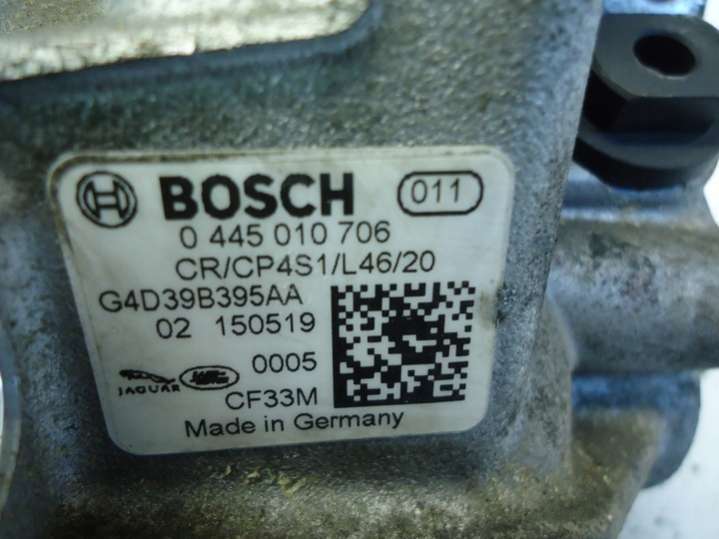 BOSCH 011
0 445 010 706
CR/CP4S1/L46/20
G4D39B395AA
02 150519
0005
JAGUAR
CF33M
Made in Germany